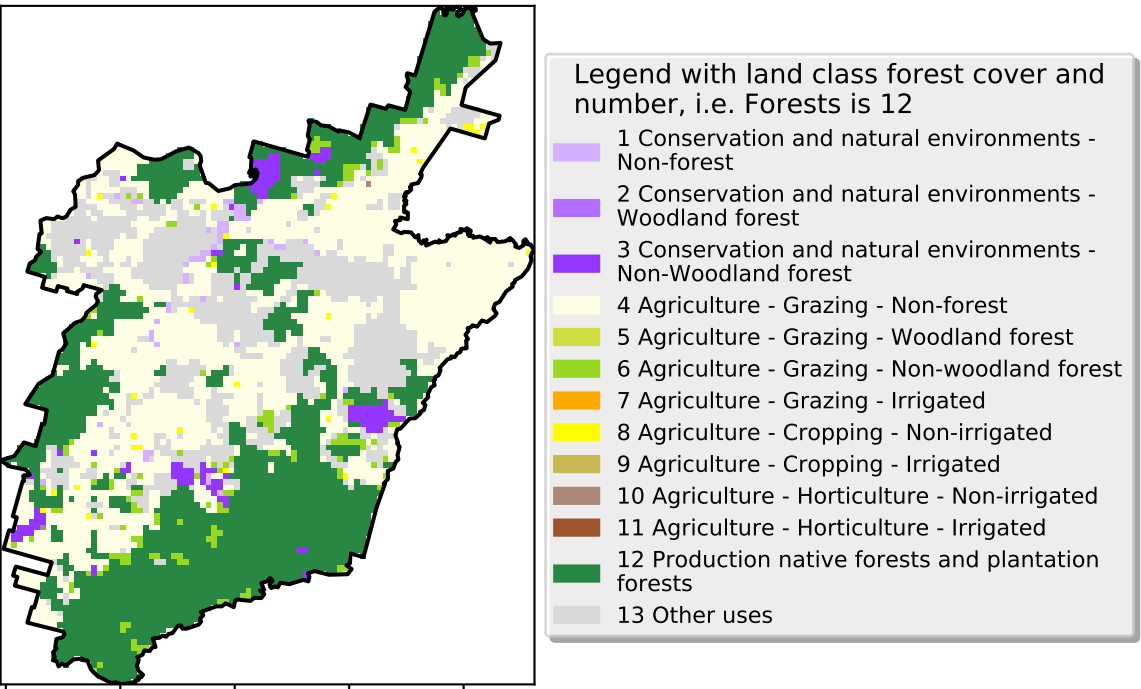 Legend with land class forest cover and
number, i.e. Forests is 12
1 Conservation and natural environments -
Non-forest
2 Conservation and natural environments -
Woodland forest
3 Conservation and natural environments -
Non-Woodland forest
4 Agriculture - Grazing - Non-forest
5 Agriculture - Grazing - Woodland forest
6 Agriculture - Grazing - Non-woodland forest
7 Agriculture - Grazing - Irrigated
8 Agriculture - Cropping - Non-irrigated
9 Agriculture - Cropping - Irrigated
10 Agriculture - Horticulture - Non-irrigated
11 Agriculture - Horticulture - Irrigated
12 Production native forests and plantation
forests
13 Other uses